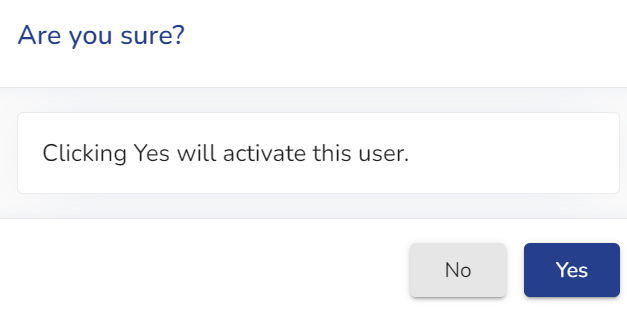 Are you sure?
Clicking Yes will activate this user.
No
Yes